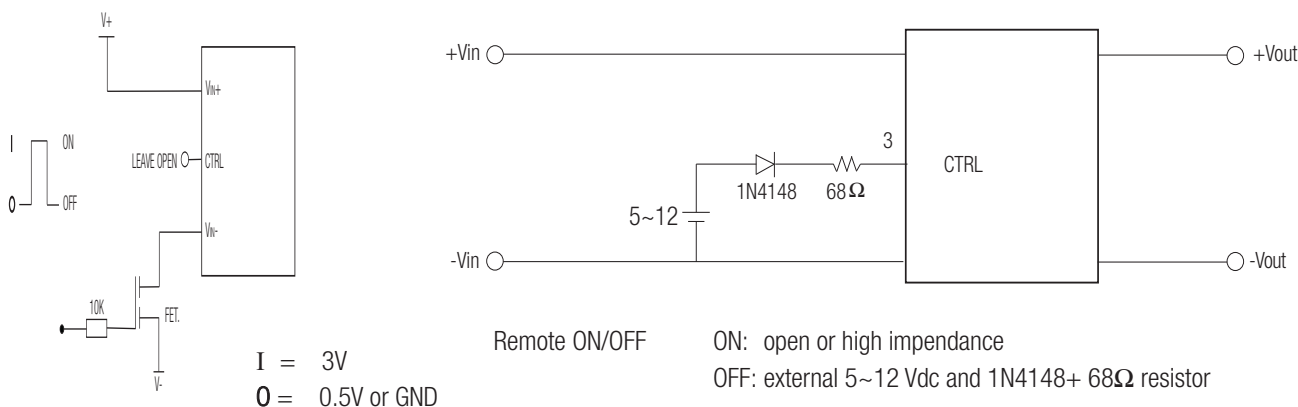 V+
VIN+
I
ON
LEAVE OPEN
CTRL
0
OFF
VIN-
10K
FET.
V-
I = 3V
0 = 0.5V or GND
+Vin
+Vout
3
CTRL
1N4148
68Ω
5~12
-Vin
-Vout
Remote ON/OFF
ON: open or high impendance
OFF: external 5~12 Vdc and 1N4148+ 68Ω resistor